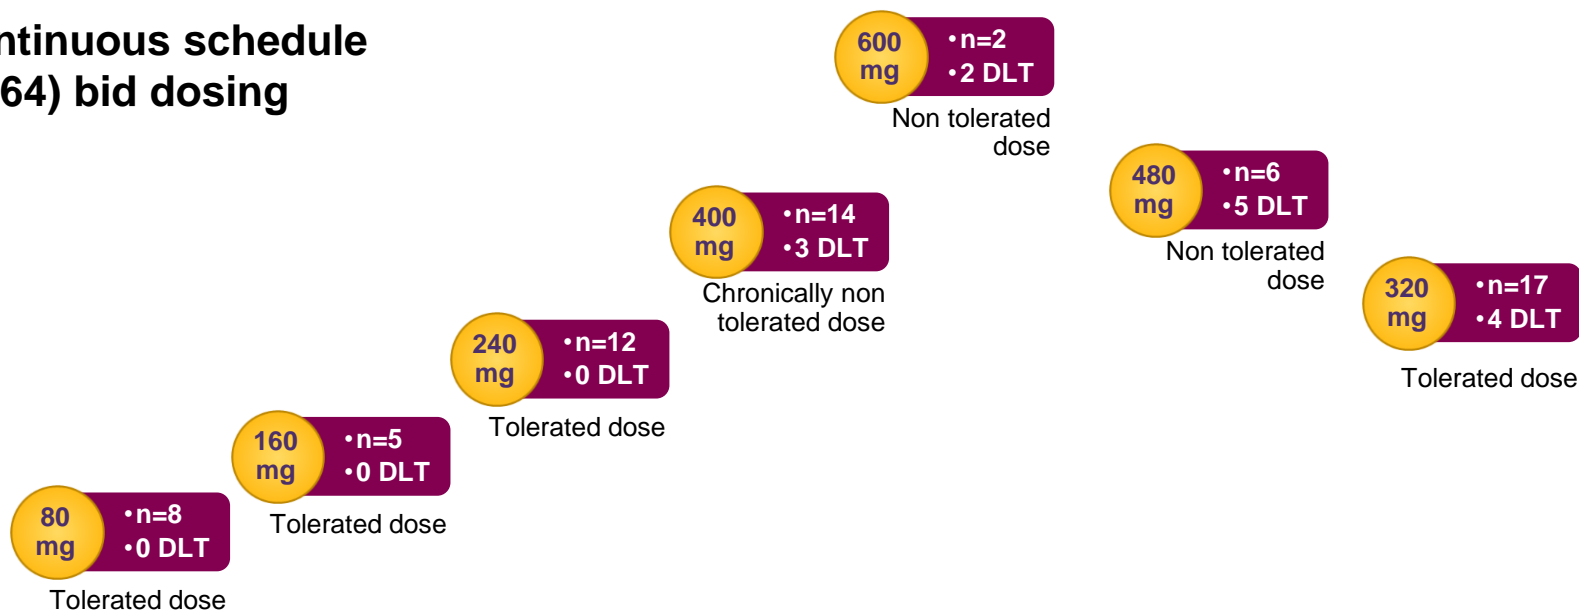 ntinuous schedule
64) bid dosing
600
mg
•n=2
•2 DLT
Non tolerated
dose
480
mg
•n=6
•5 DLT
Non tolerated
dose
400
mg
•n=14
•3 DLT
Chronically non
tolerated dose
320
mg
•n=17
•4 DLT
Tolerated dose
240
mg
•n=12
•0 DLT
Tolerated dose
160
mg
•n=5
•0 DLT
Tolerated dose
80
mg
•n=8
•0 DLT
Tolerated dose